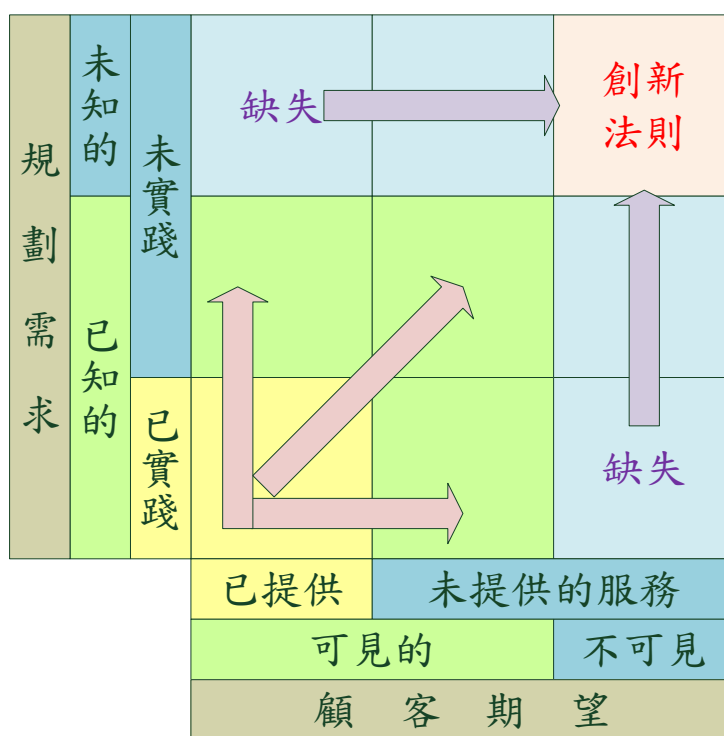 規劃需求
未知的
已知的
未實踐
已實踐
缺失
創新
法則
缺失
已提供
未提供的服務
可見的
不可見
顧客期望